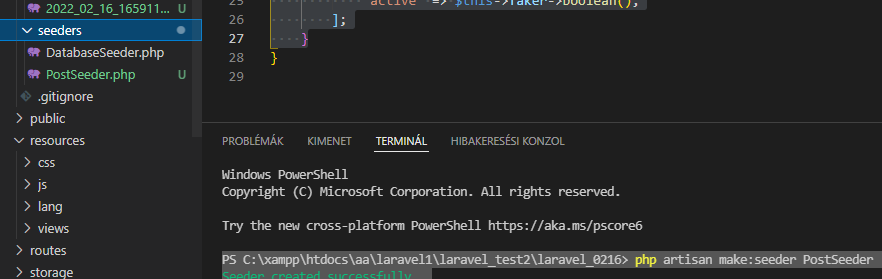 2022_02_16_165911... U
seeders
DatabaseSeeder.php
PostSeeder.php U
.gitignore
public
resources
css
js
lang
views
routes
storage
25 'active' => $this->faker->boolean(),
26 ];
27 }
28 }
29
PROBLÉMÁK KIMENET TERMINÁL HIBAKERESÉSI KONZOL
Windows PowerShell
Copyright (C) Microsoft Corporation. All rights reserved.
Try the new cross-platform PowerShell https://aka.ms/pscore6
PS C:\xampp\htdocs\aa\laravel1\laravel_test2\laravel_0216> php artisan make:seeder PostSeeder
Seeder created successfully.